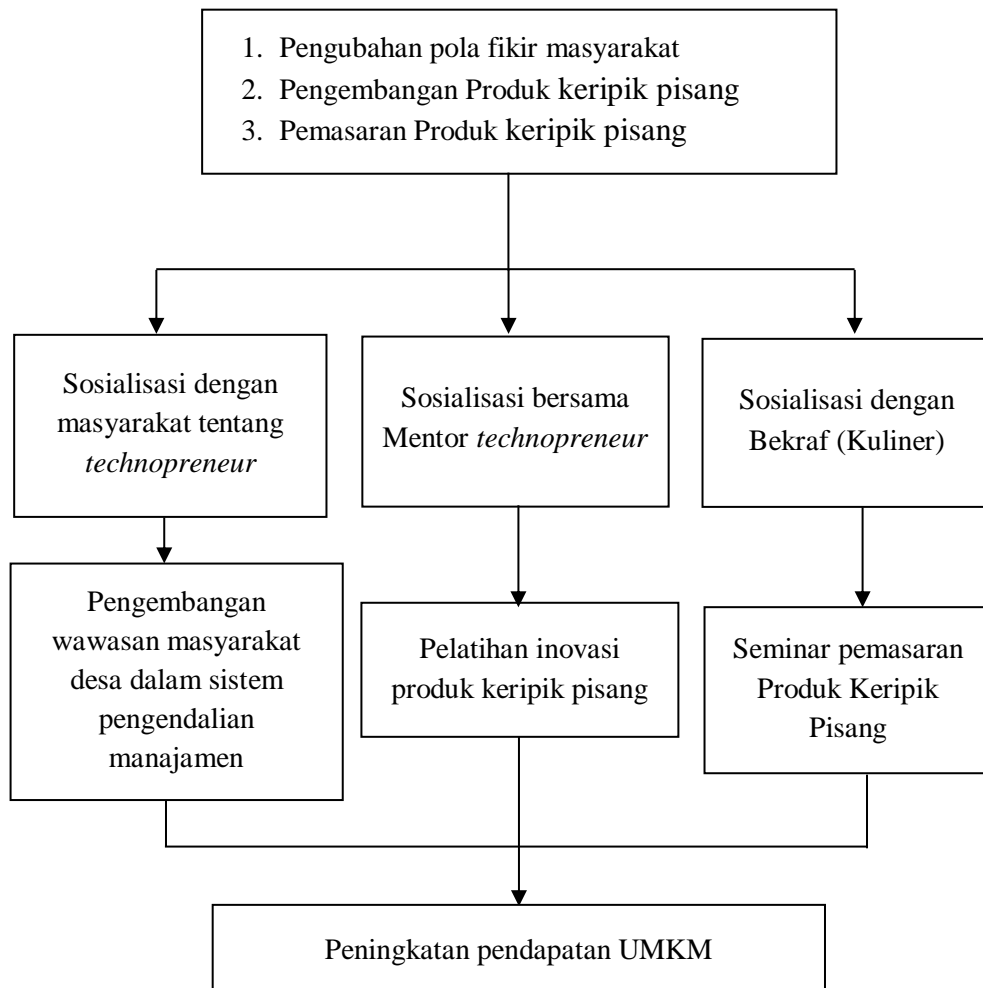 1. Pengubahan pola fikir masyarakat
2. Pengembangan Produk keripik pisang
3. Pemasaran Produk keripik pisang
Sosialisasi dengan
masyarakat tentang
technopreneur
Sosialisasi bersama
Mentor technopreneur
Sosialisasi dengan
Bekraf (Kuliner)
Pengembangan
wawasan masyarakat
desa dalam sistem
pengendalian
manajamen
Pelatihan inovasi
produk keripik pisang
Seminar pemasaran
Produk Keripik
Pisang
Peningkatan pendapatan UMKM